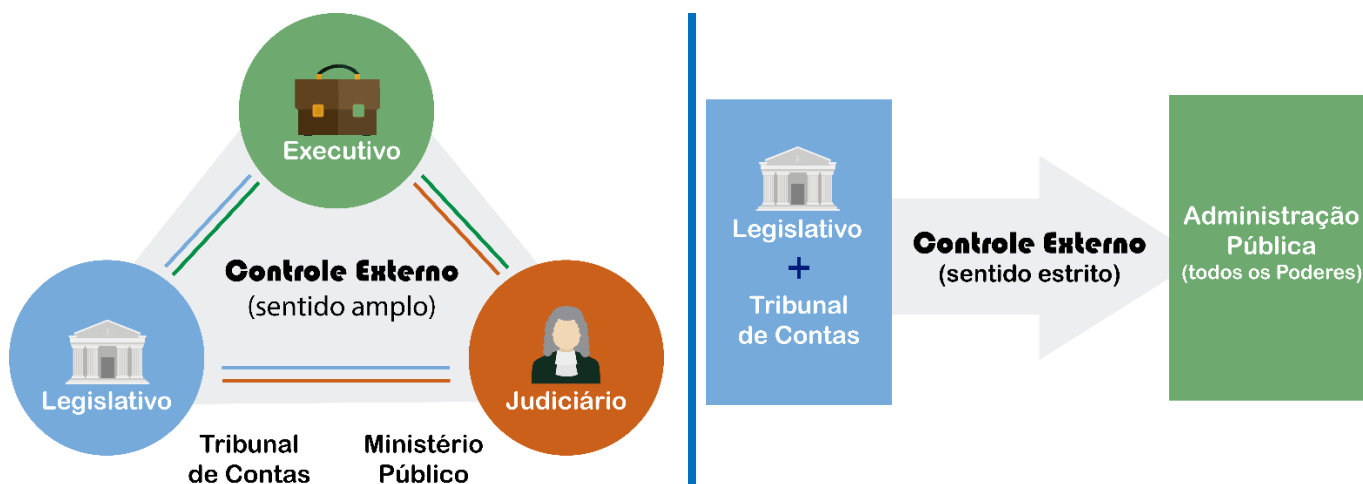 Executivo
Controle Externo
(sentido amplo)
Legislativo
Judiciário
Tribunal
de Contas
Ministério
Público
Legislativo
+
Tribunal
de Contas
Controle Externo
(sentido estrito)
Administração
Pública
(todos os Poderes)